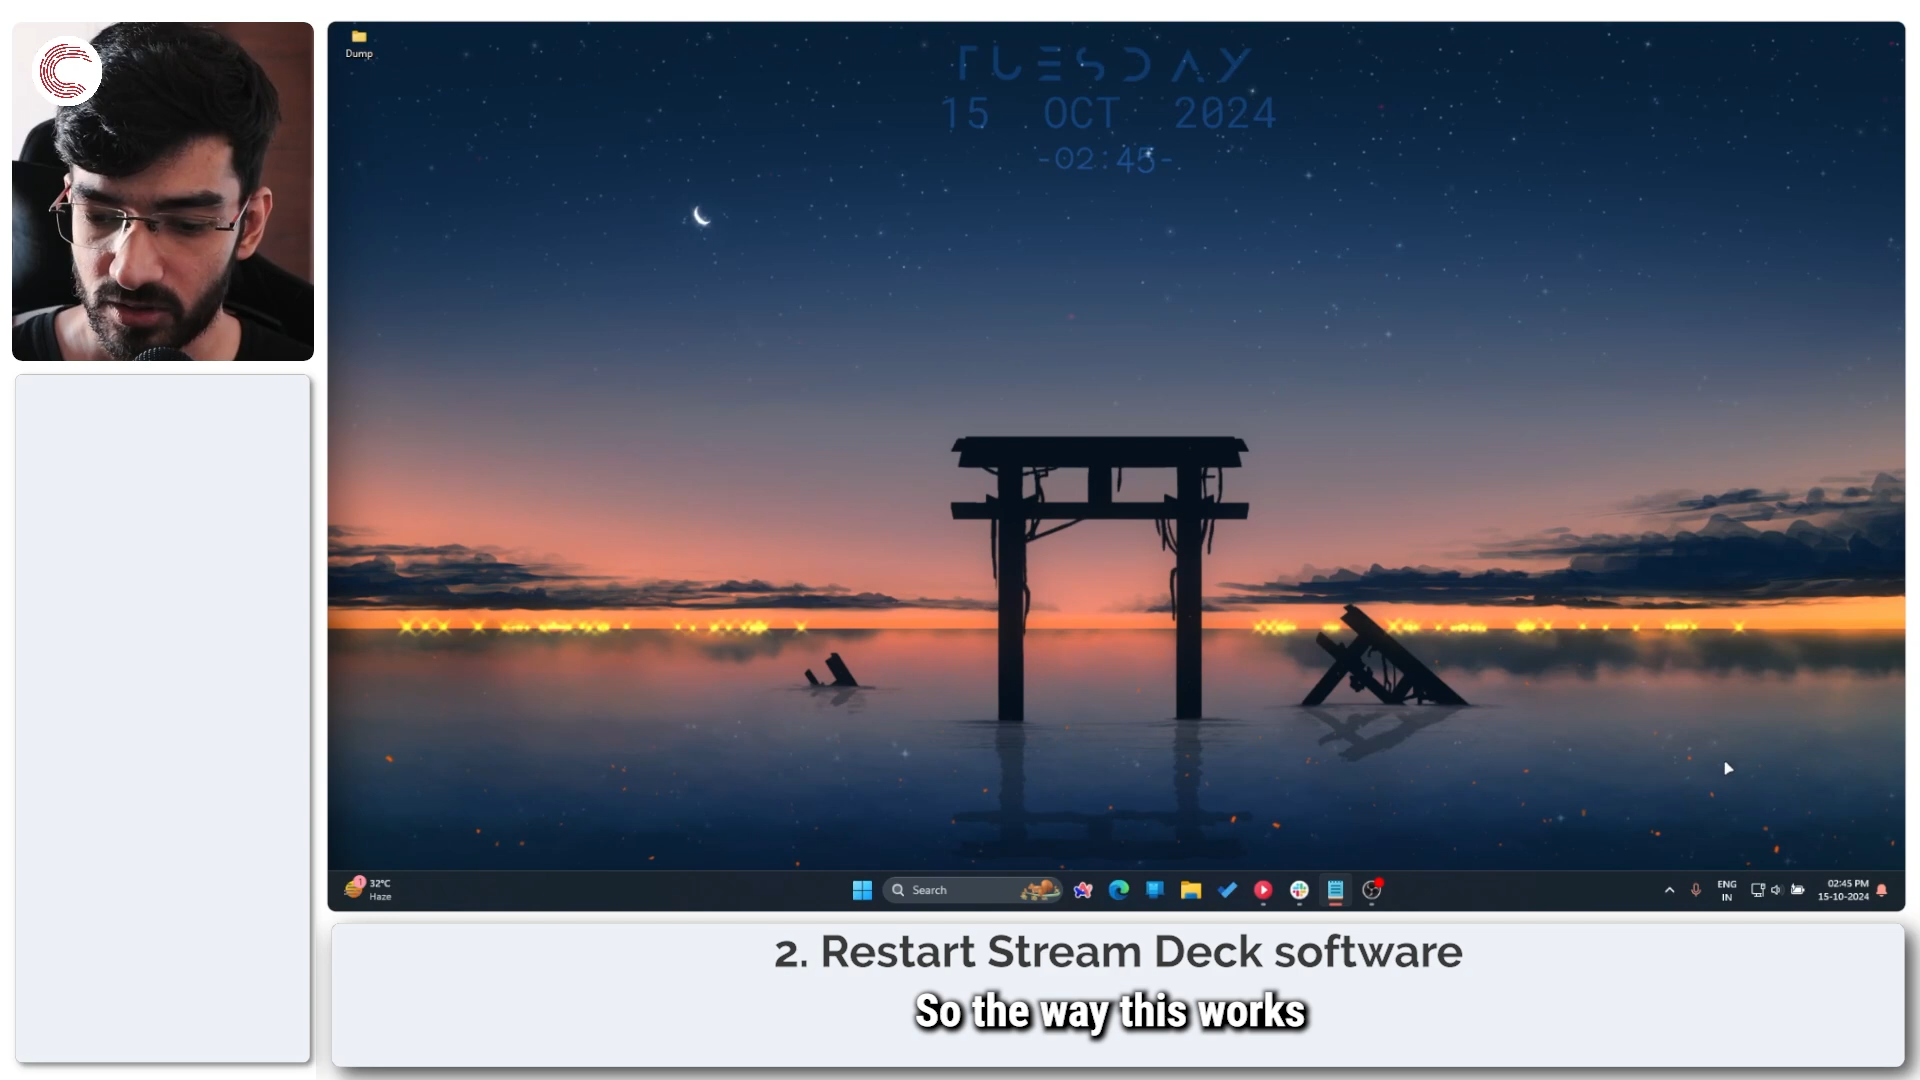 Dump
TUESDAY
15 OCT 2024
-02:45-
1
32°C
Haze
Search
ENG
IN
02:45 PM
15-10-2024
2. Restart Stream Deck software
So the way this works